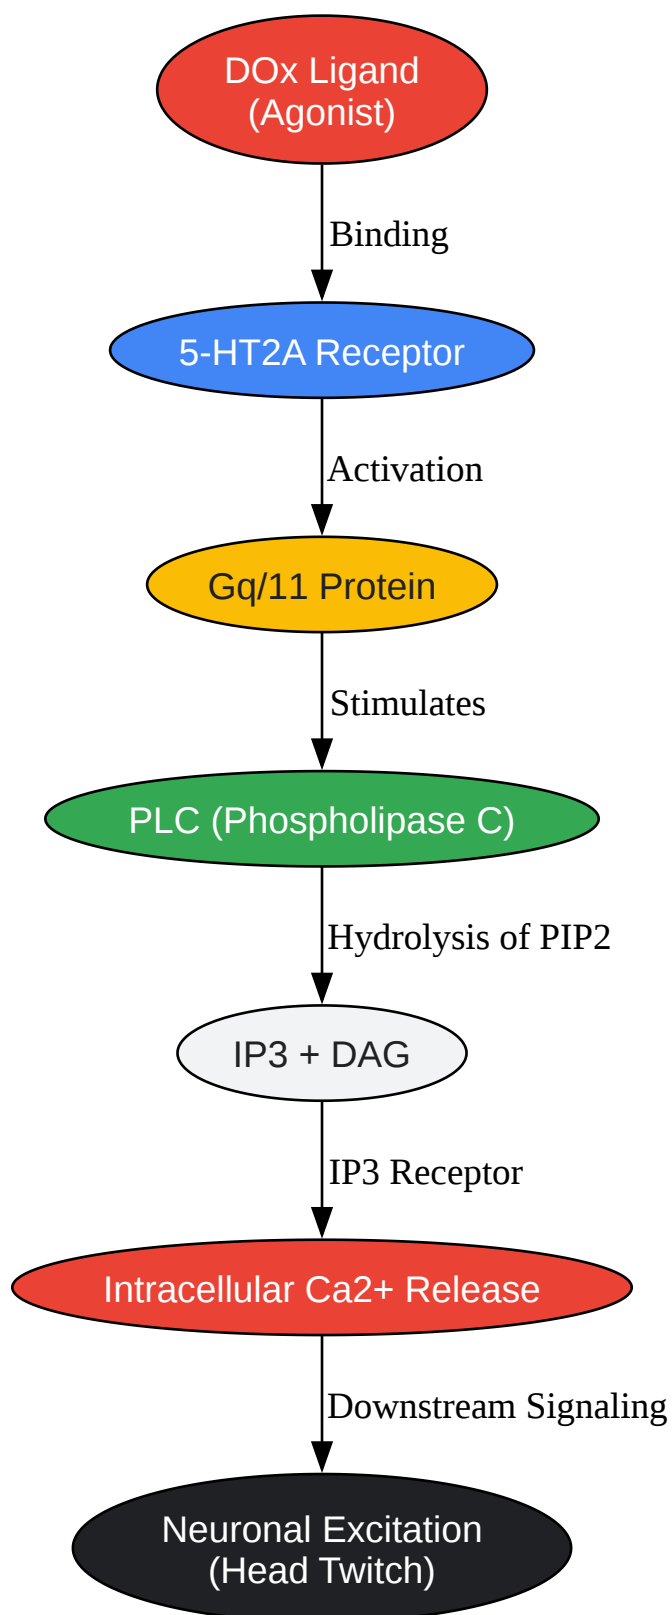 DOx Ligand
(Agonist)
Binding
5-HT2A Receptor
Activation
Gq/11 Protein
Stimulates
PLC (Phospholipase C)
Hydrolysis of PIP2
IP3 + DAG
IP3 Receptor
Intracellular Ca2+ Release
Downstream Signaling
Neuronal Excitation
(Head Twitch)